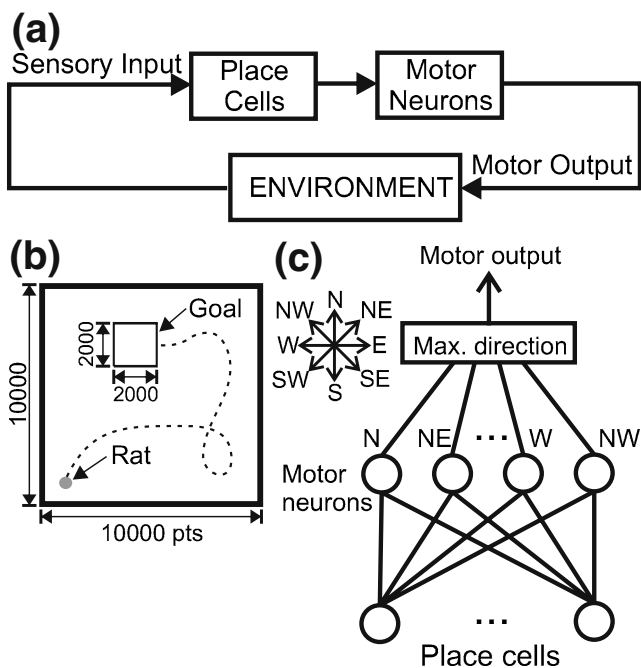 (a)
Sensory Input
Place
Cells
Motor
Neurons
ENVIRONMENT
Motor Output
(b)
Goal
2000
2000
10000
Rat
10000 pts
(c)
Motor output
N
NW
NE
W
E
SW
SE
S
Max. direction
N
NE
...
W
NW
Motor
neurons
...
Place cells